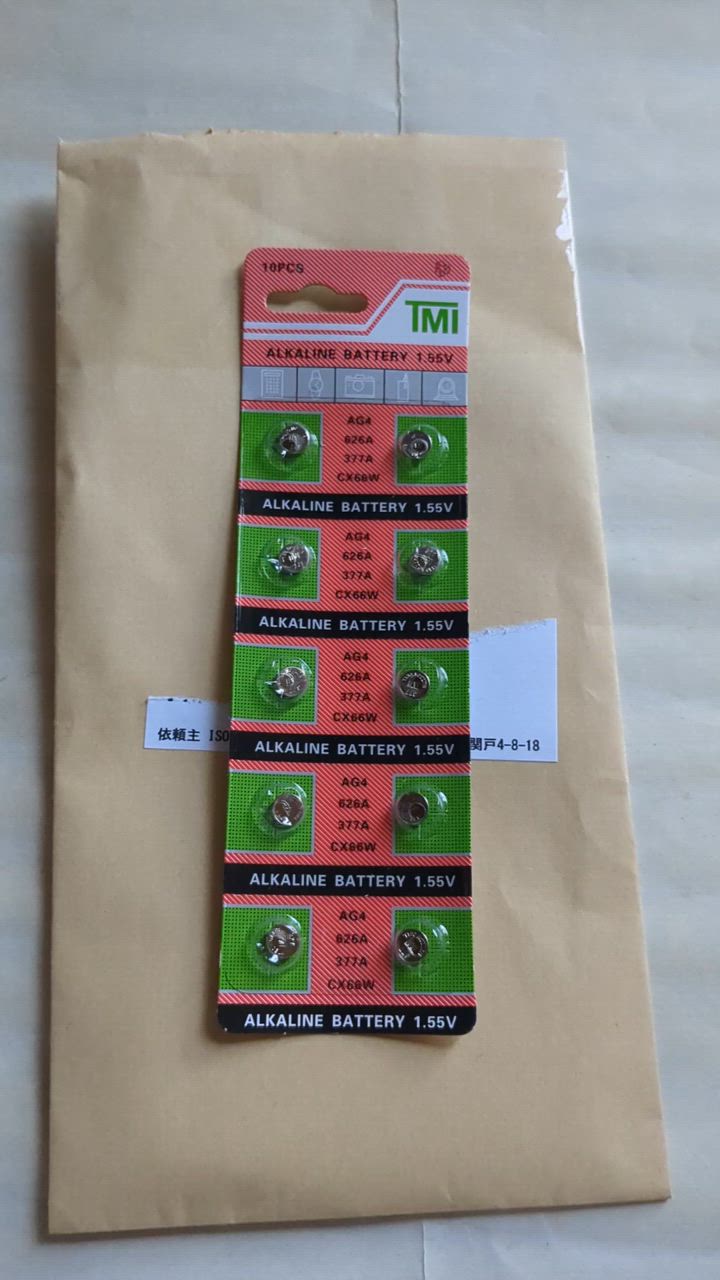 10PCS
TMI
ALKALINE BATTERY 1.55V
AG4
626A
377A
CX66W
ALKALINE BATTERY 1.55V
AG4
626A
377A
CX66W
ALKALINE BATTERY 1.55V
AG4
626A
377A
CX66W
ALKALINE BATTERY 1.55V
AG4
626A
377A
CX66W
ALKALINE BATTERY 1.55V
AG4
626A
377A
CX66W
ALKALINE BATTERY 1.55V
依頼主 ISO
関戸4-8-18